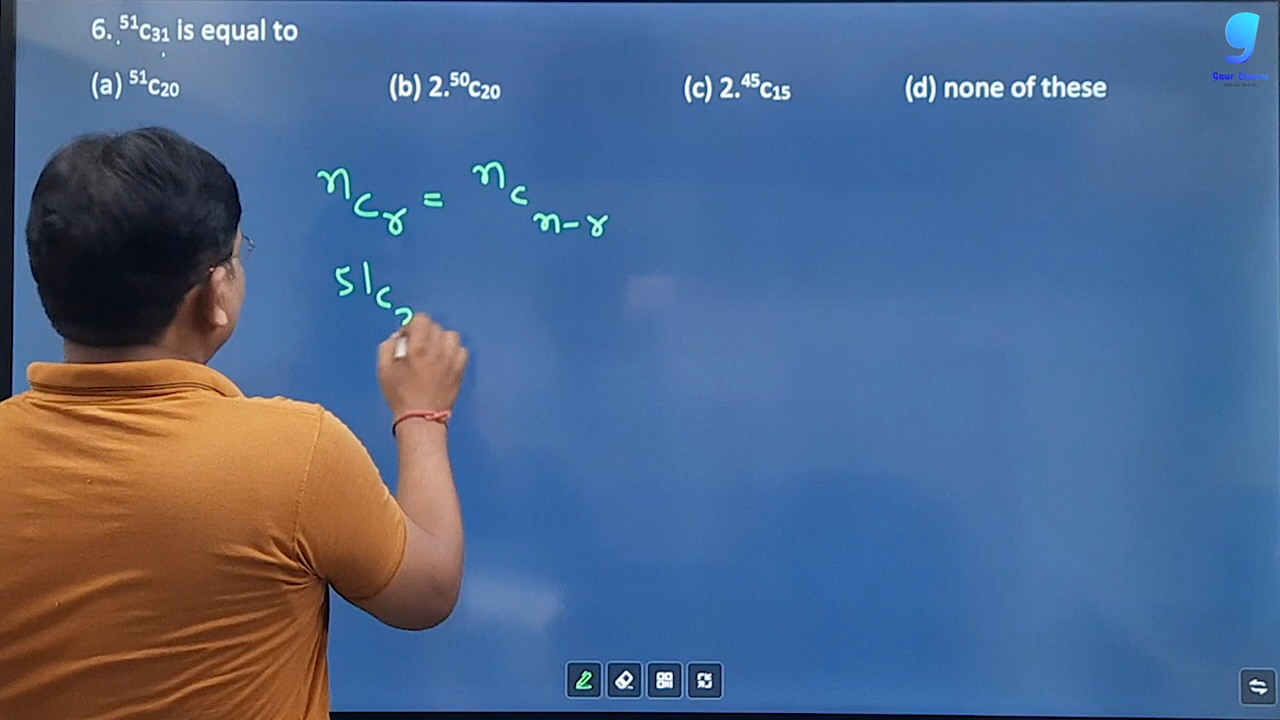 6. ⁵¹C₃₁ is equal to
(a) ⁵¹C₂₀ (b) 2.⁵⁰C₂₀ (c) 2.⁴⁵C₁₅ (d) none of these
ⁿCᵣ = ⁿCₙ₋ᵣ
51C